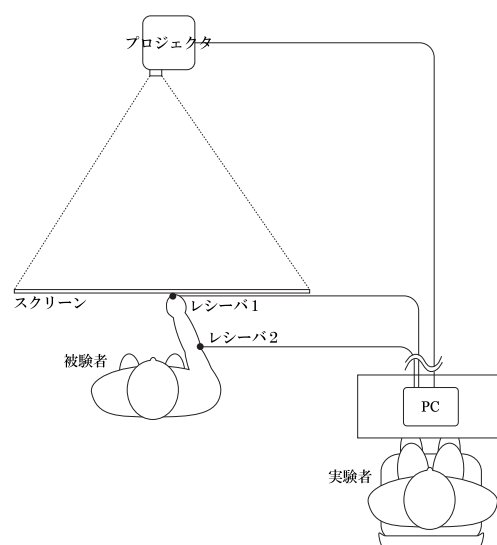 プロジェクタ
スクリーン
レシーバ1
レシーバ2
被験者
PC
実験者